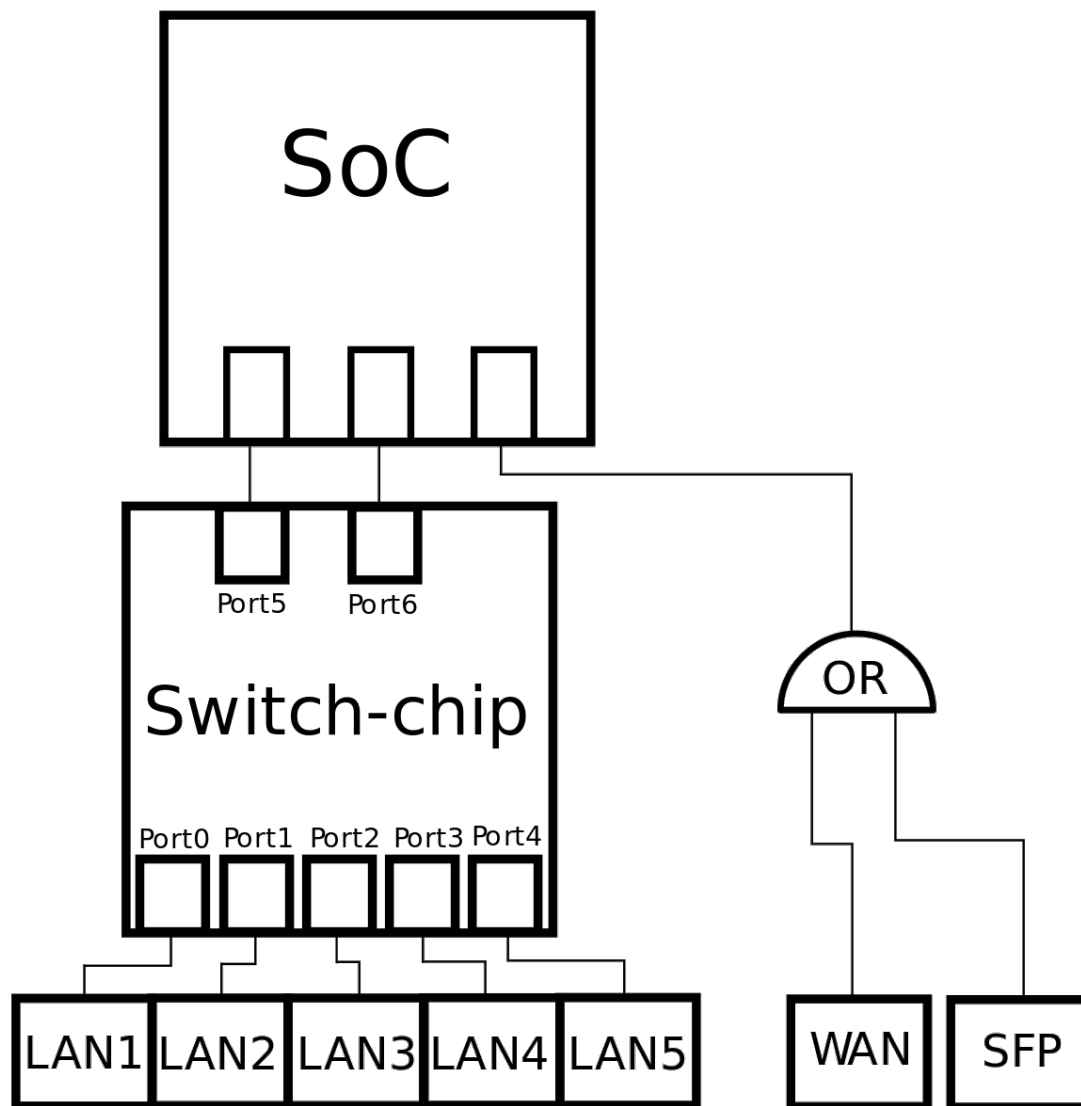 SoC
Port5 Port6
OR
Switch-chip
Port0 Port1 Port2 Port3 Port4
LAN1 LAN2 LAN3 LAN4 LAN5 WAN SFP